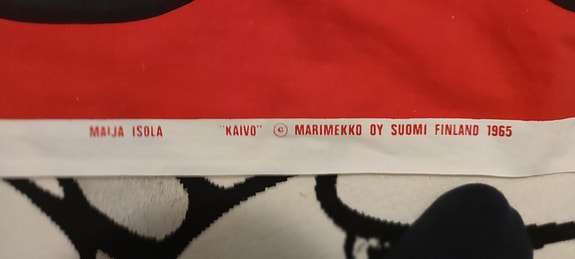 MAIJA ISOLA "KAIVO" © MARIMEKKO OY SUOMI FINLAND 1965